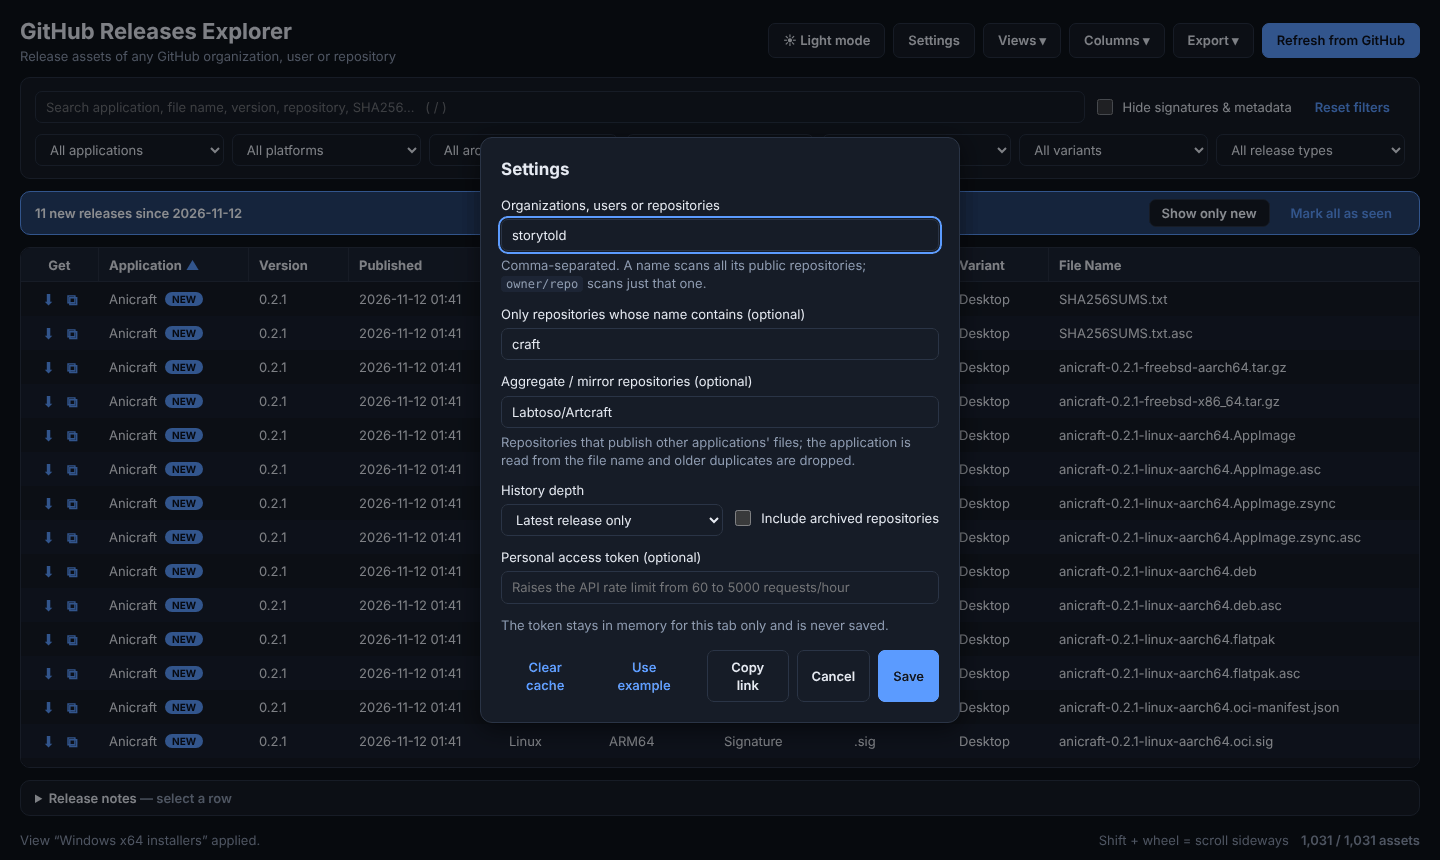 GitHub Releases Explorer
Release assets of any GitHub organization, user or repository
☀ Light mode
Settings
Views ▾
Columns ▾
Export ▾
Refresh from GitHub
Search application, file name, version, repository, SHA256... ( / )
Hide signatures & metadata
Reset filters
All applications
All platforms
All arc
All variants
All release types
11 new releases since 2026-11-12
Show only new
Mark all as seen
Get Application ▲ Version Published Variant File Name
Anicraft NEW 0.2.1 2026-11-12 01:41 Desktop SHA256SUMS.txt
Anicraft NEW 0.2.1 2026-11-12 01:41 Desktop SHA256SUMS.txt.asc
Anicraft NEW 0.2.1 2026-11-12 01:41 Desktop anicraft-0.2.1-freebsd-aarch64.tar.gz
Anicraft NEW 0.2.1 2026-11-12 01:41 Desktop anicraft-0.2.1-freebsd-x86_64.tar.gz
Anicraft NEW 0.2.1 2026-11-12 01:41 Desktop anicraft-0.2.1-linux-aarch64.AppImage
Anicraft NEW 0.2.1 2026-11-12 01:41 Desktop anicraft-0.2.1-linux-aarch64.AppImage.asc
Anicraft NEW 0.2.1 2026-11-12 01:41 Desktop anicraft-0.2.1-linux-aarch64.AppImage.zsync
Anicraft NEW 0.2.1 2026-11-12 01:41 Desktop anicraft-0.2.1-linux-aarch64.AppImage.zsync.asc
Anicraft NEW 0.2.1 2026-11-12 01:41 Desktop anicraft-0.2.1-linux-aarch64.deb
Anicraft NEW 0.2.1 2026-11-12 01:41 Desktop anicraft-0.2.1-linux-aarch64.deb.asc
Anicraft NEW 0.2.1 2026-11-12 01:41 Desktop anicraft-0.2.1-linux-aarch64.flatpak
Anicraft NEW 0.2.1 2026-11-12 01:41 Desktop anicraft-0.2.1-linux-aarch64.flatpak.asc
Anicraft NEW 0.2.1 2026-11-12 01:41 Desktop anicraft-0.2.1-linux-aarch64.oci-manifest.json
Anicraft NEW 0.2.1 2026-11-12 01:41 Linux ARM64 Signature .sig Desktop anicraft-0.2.1-linux-aarch64.oci.sig
Settings
Organizations, users or repositories
storytold
Comma-separated. A name scans all its public repositories;
owner/repo scans just that one.
Only repositories whose name contains (optional)
craft
Aggregate / mirror repositories (optional)
Labtoso/Artcraft
Repositories that publish other applications' files; the application is
read from the file name and older duplicates are dropped.
History depth
Latest release only
Include archived repositories
Personal access token (optional)
Raises the API rate limit from 60 to 5000 requests/hour
The token stays in memory for this tab only and is never saved.
Clear cache
Use example
Copy link
Cancel
Save
▶ Release notes — select a row
View “Windows x64 installers” applied.
Shift + wheel = scroll sideways 1,031 / 1,031 assets